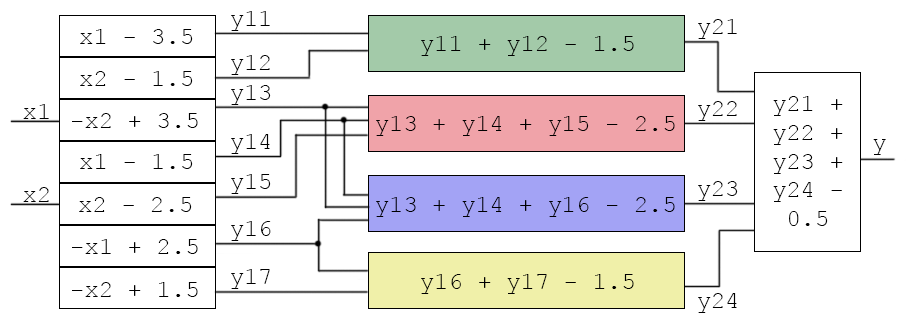 x1
x2
x1 - 3.5
x2 - 1.5
-x2 + 3.5
x1 - 1.5
x2 - 2.5
-x1 + 2.5
-x2 + 1.5
y11
y12
y13
y14
y15
y16
y17
y11 + y12 - 1.5
y13 + y14 + y15 - 2.5
y13 + y14 + y16 - 2.5
y16 + y17 - 1.5
y21
y22
y23
y24
y21 +
y22 +
y23 +
y24 -
0.5
y